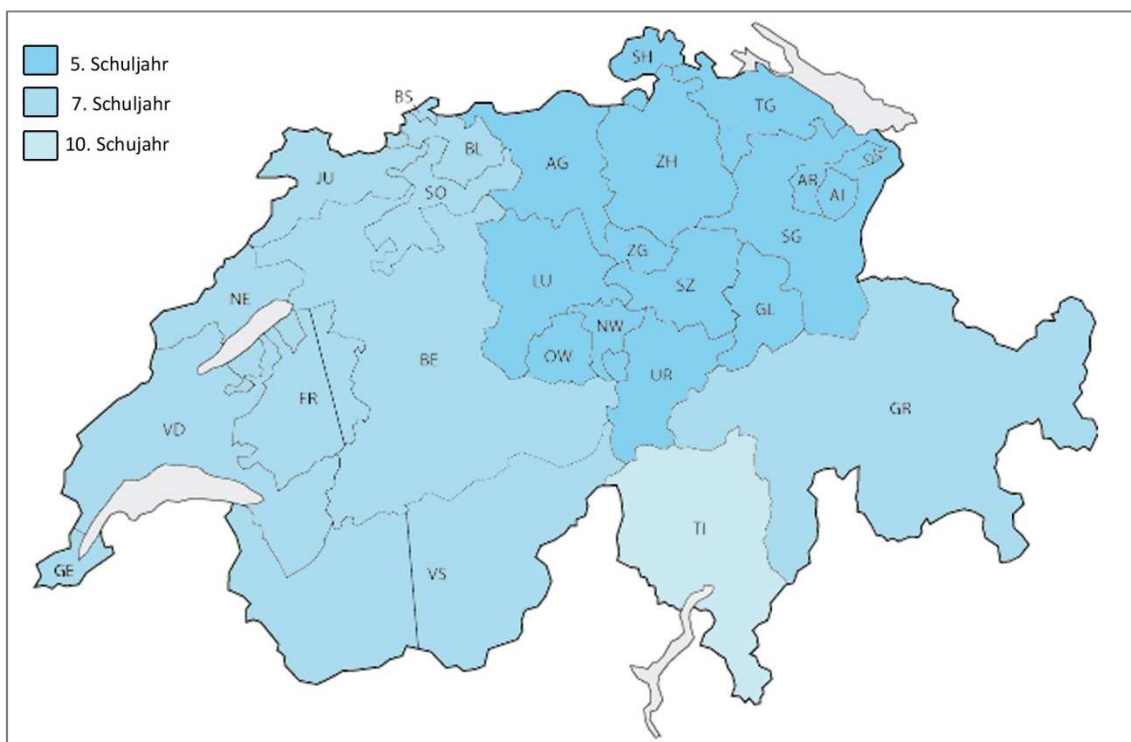 5. Schuljahr
7. Schuljahr
10. Schujahr
SH
BS
TG
BL
AG
ZH
JU
SO
AR
AI
SG
ZG
LU
SZ
NE
GL
NW
OW
BE
UR
FR
GR
VD
TI
GE
VS